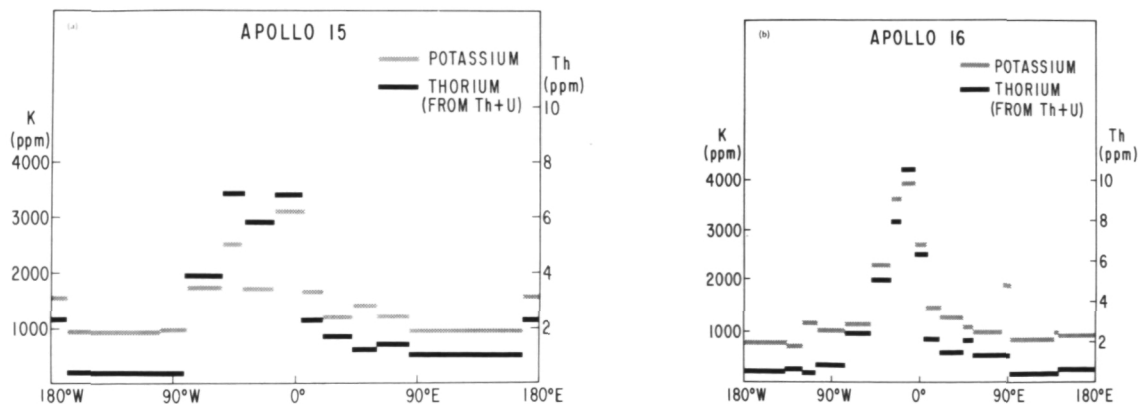 (a)
APOLLO 15
POTASSIUM
THORIUM
(FROM Th+U)
Th
(ppm)
10
8
6
4
2
K
(ppm)
4000
3000
2000
1000
180°W
90°W
0°
90°E
180°E
(b)
APOLLO 16
POTASSIUM
THORIUM
(FROM Th+U)
K
(ppm)
4000
3000
2000
1000
Th
(ppm)
10
8
6
4
2
180°W
90°W
0°
90°E
180°E